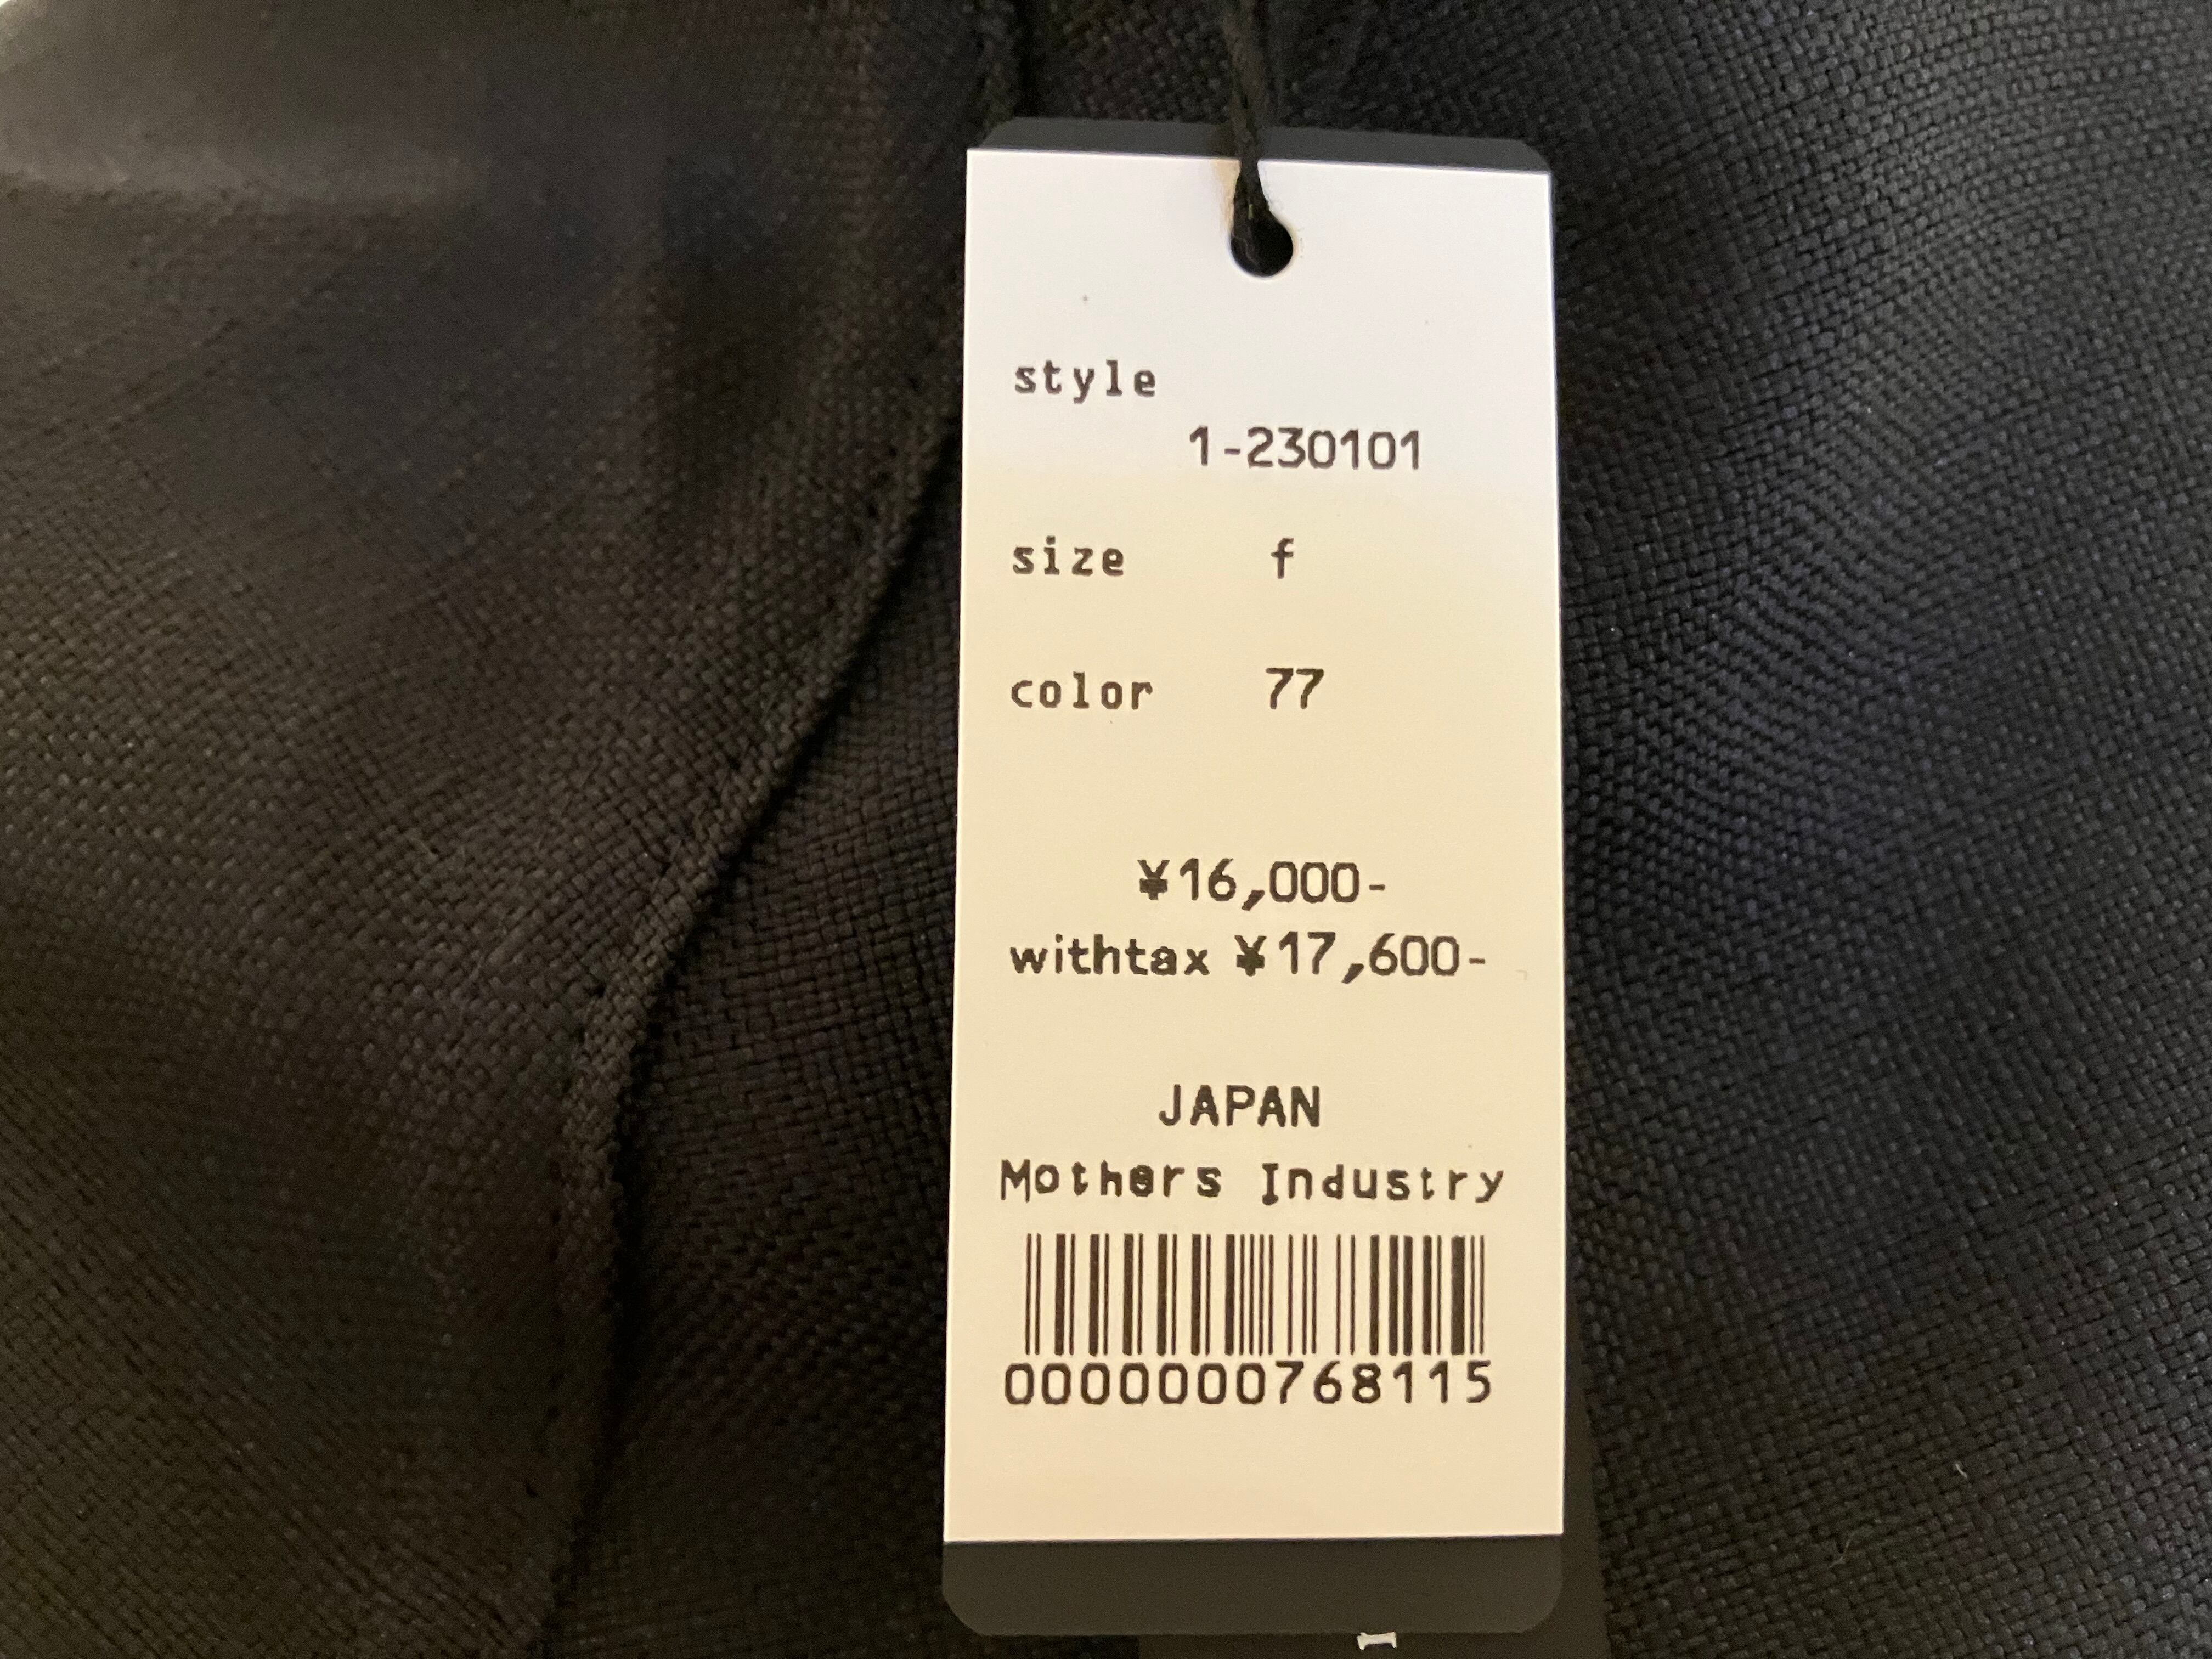 style
1-230101
size f
color 77
¥16,000-
withtax ¥17,600-
JAPAN
Mothers Industry
0000000768115